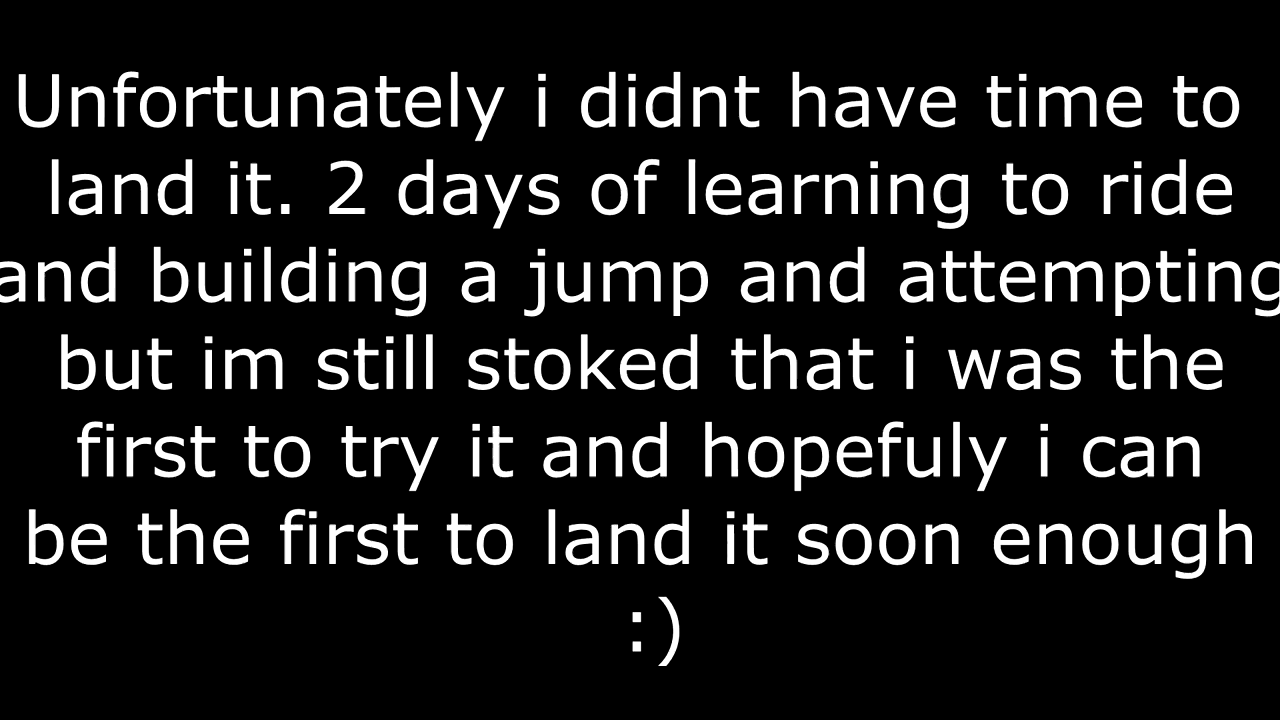 Unfortunately i didnt have time to
land it. 2 days of learning to ride
and building a jump and attempting
but im still stoked that i was the
first to try it and hopefuly i can
be the first to land it soon enough
:)